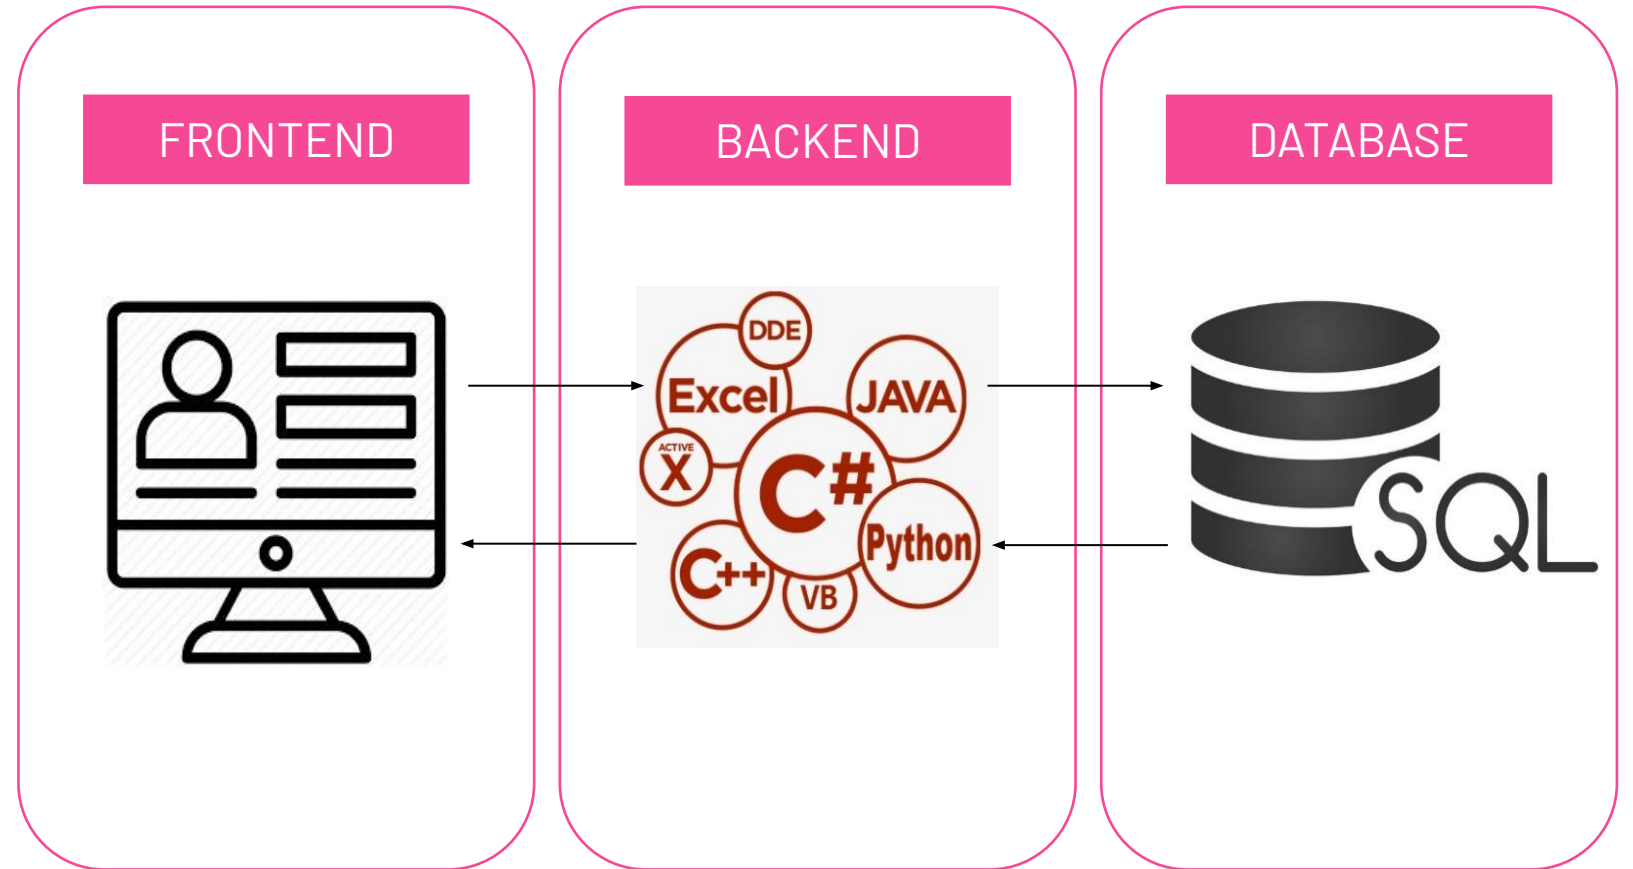 FRONTEND
BACKEND
DATABASE
DDE
Excel
JAVA
ACTIVE
X
C#
Python
C++
VB
SQL